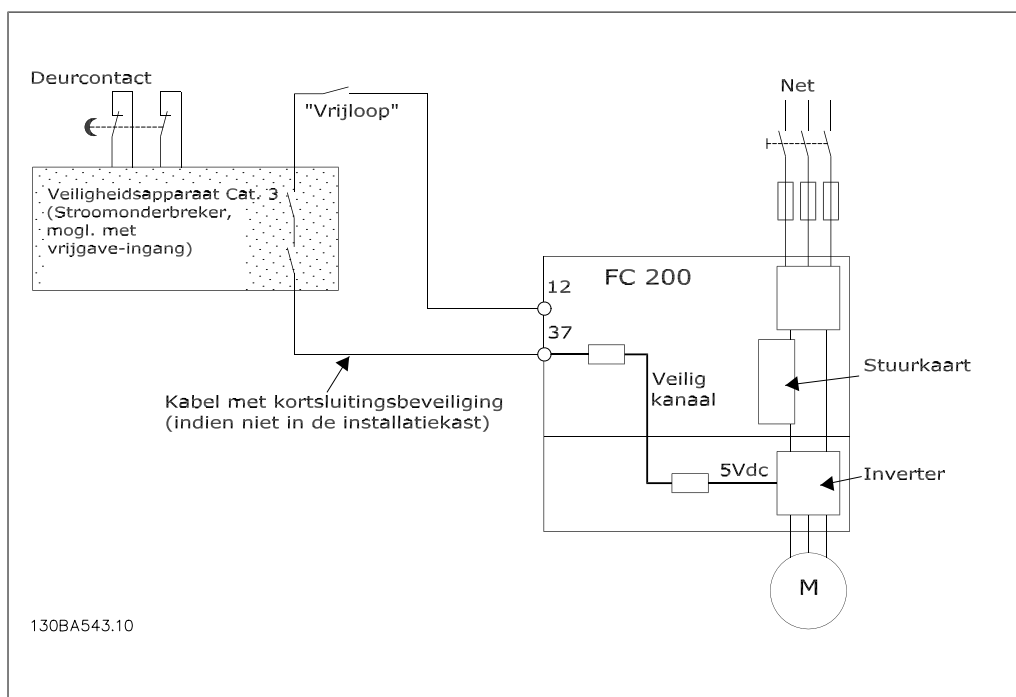 Deurcontact
"Vrijloop"
Net
Veiligheidsapparaat Cat. 3
(Stroomonderbreker,
mogl. met
vrijgave-ingang)
12
FC 200
37
Veilig
kanaal
Stuurkaart
Kabel met kortsluitingsbeveiliging
(indien niet in de installatiekast)
5Vdc
Inverter
M
130BA543.10